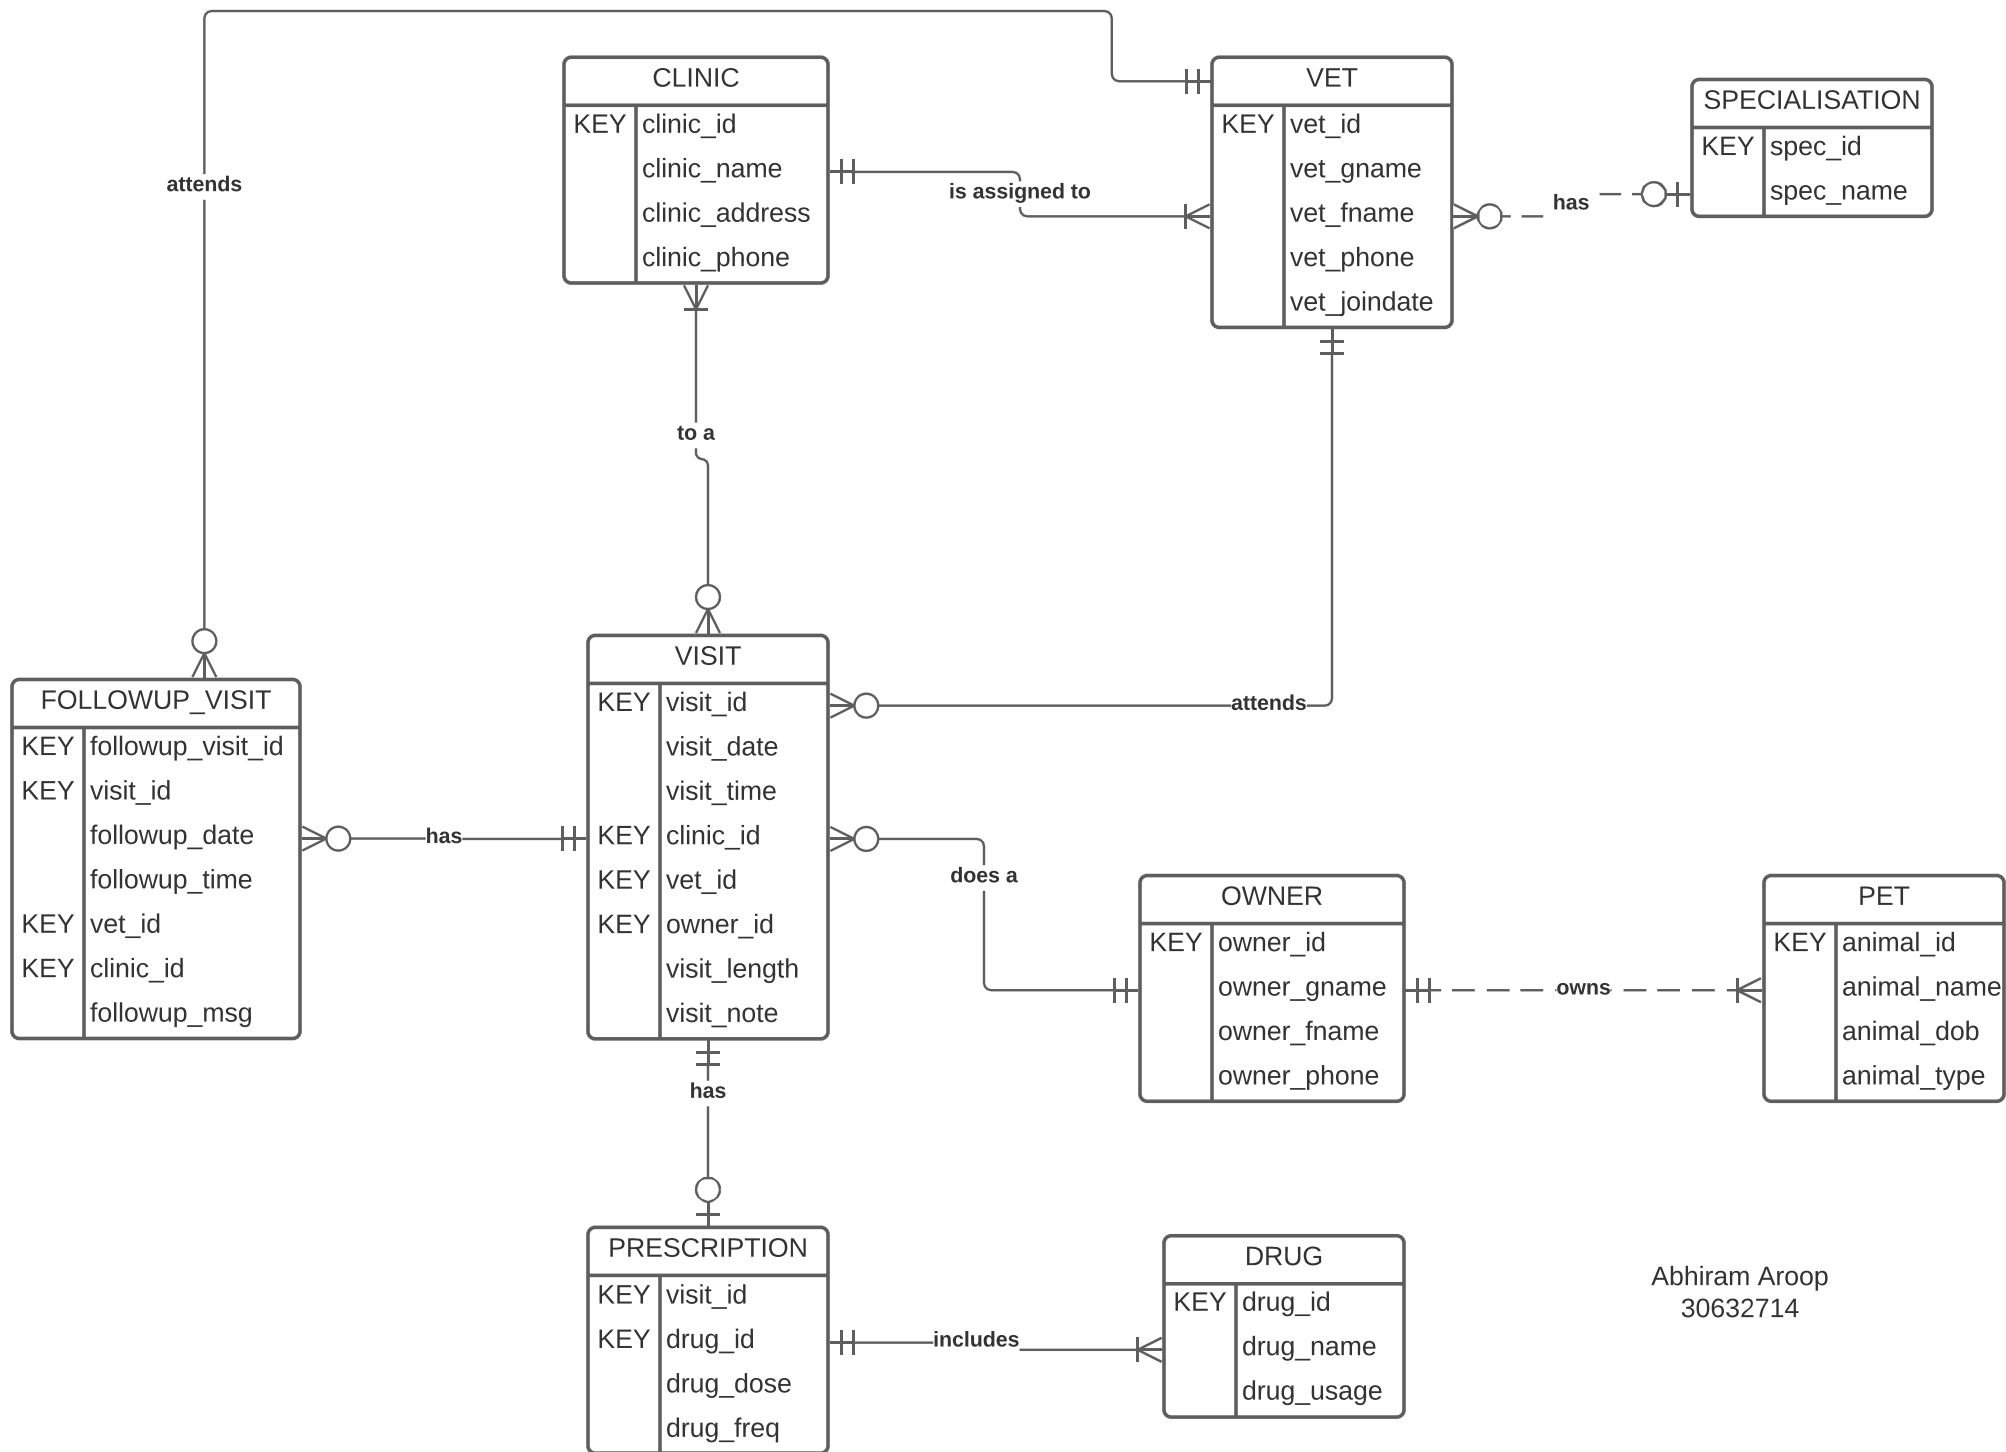 CLINIC
KEY clinic_id
clinic_name
clinic_address
clinic_phone
VET
KEY vet_id
vet_gname
vet_fname
vet_phone
vet_joindate
SPECIALISATION
KEY spec_id
spec_name
attends
is assigned to
has
to a
FOLLOWUP_VISIT
KEY followup_visit_id
KEY visit_id
followup_date
followup_time
KEY vet_id
KEY clinic_id
followup_msg
has
VISIT
KEY visit_id
visit_date
visit_time
KEY clinic_id
KEY vet_id
KEY owner_id
visit_length
visit_note
attends
does a
OWNER
KEY owner_id
owner_gname
owner_fname
owner_phone
owns
PET
KEY animal_id
animal_name
animal_dob
animal_type
has
PRESCRIPTION
KEY visit_id
KEY drug_id
drug_dose
drug_freq
includes
DRUG
KEY drug_id
drug_name
drug_usage
Abhiram Aroop
30632714